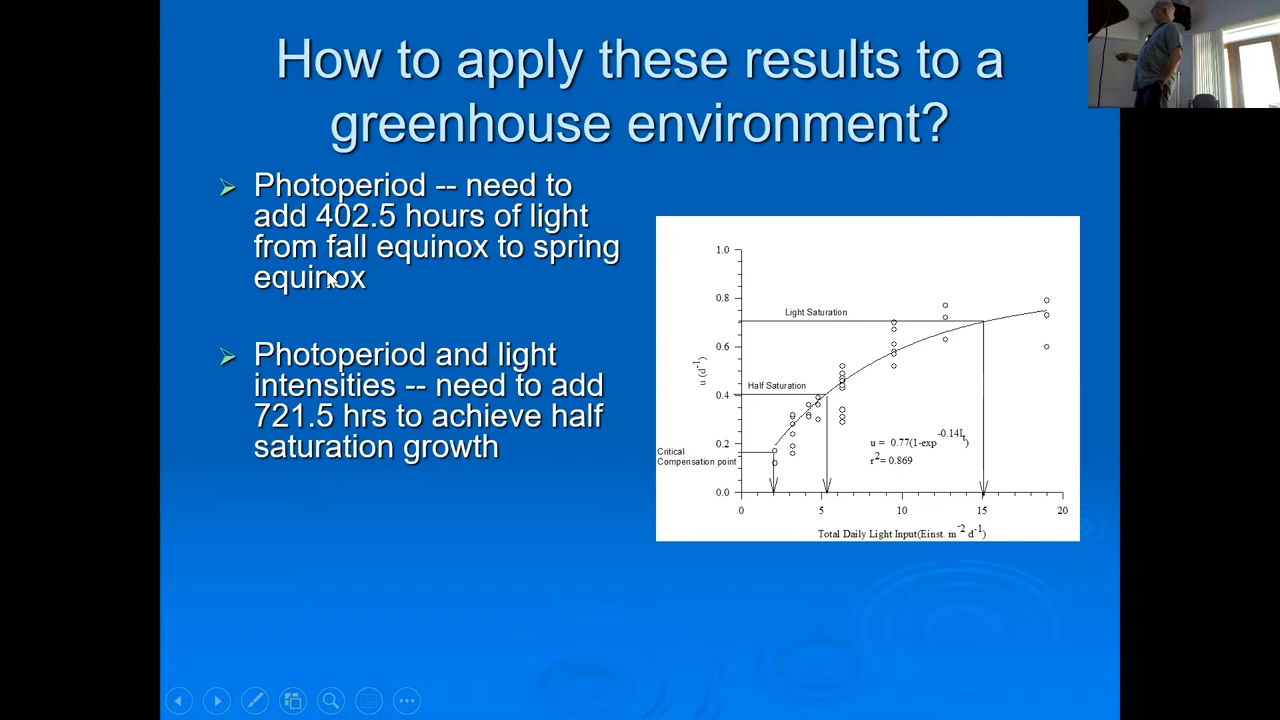 How to apply these results to a
greenhouse environment?
Photoperiod -- need to
add 402.5 hours of light
from fall equinox to spring
equinox
Photoperiod and light
intensities -- need to add
721.5 hrs to achieve half
saturation growth
1.0
Light Saturation
0.8
0.6
u (d-1)
Half Saturation
0.4
u = 0.77(1-exp-0.14It)
r2= 0.869
0.2
Critical
Compensation point
0.0
0 5 10 15 20
Total Daily Light Input(Einst. m-2 d-1)